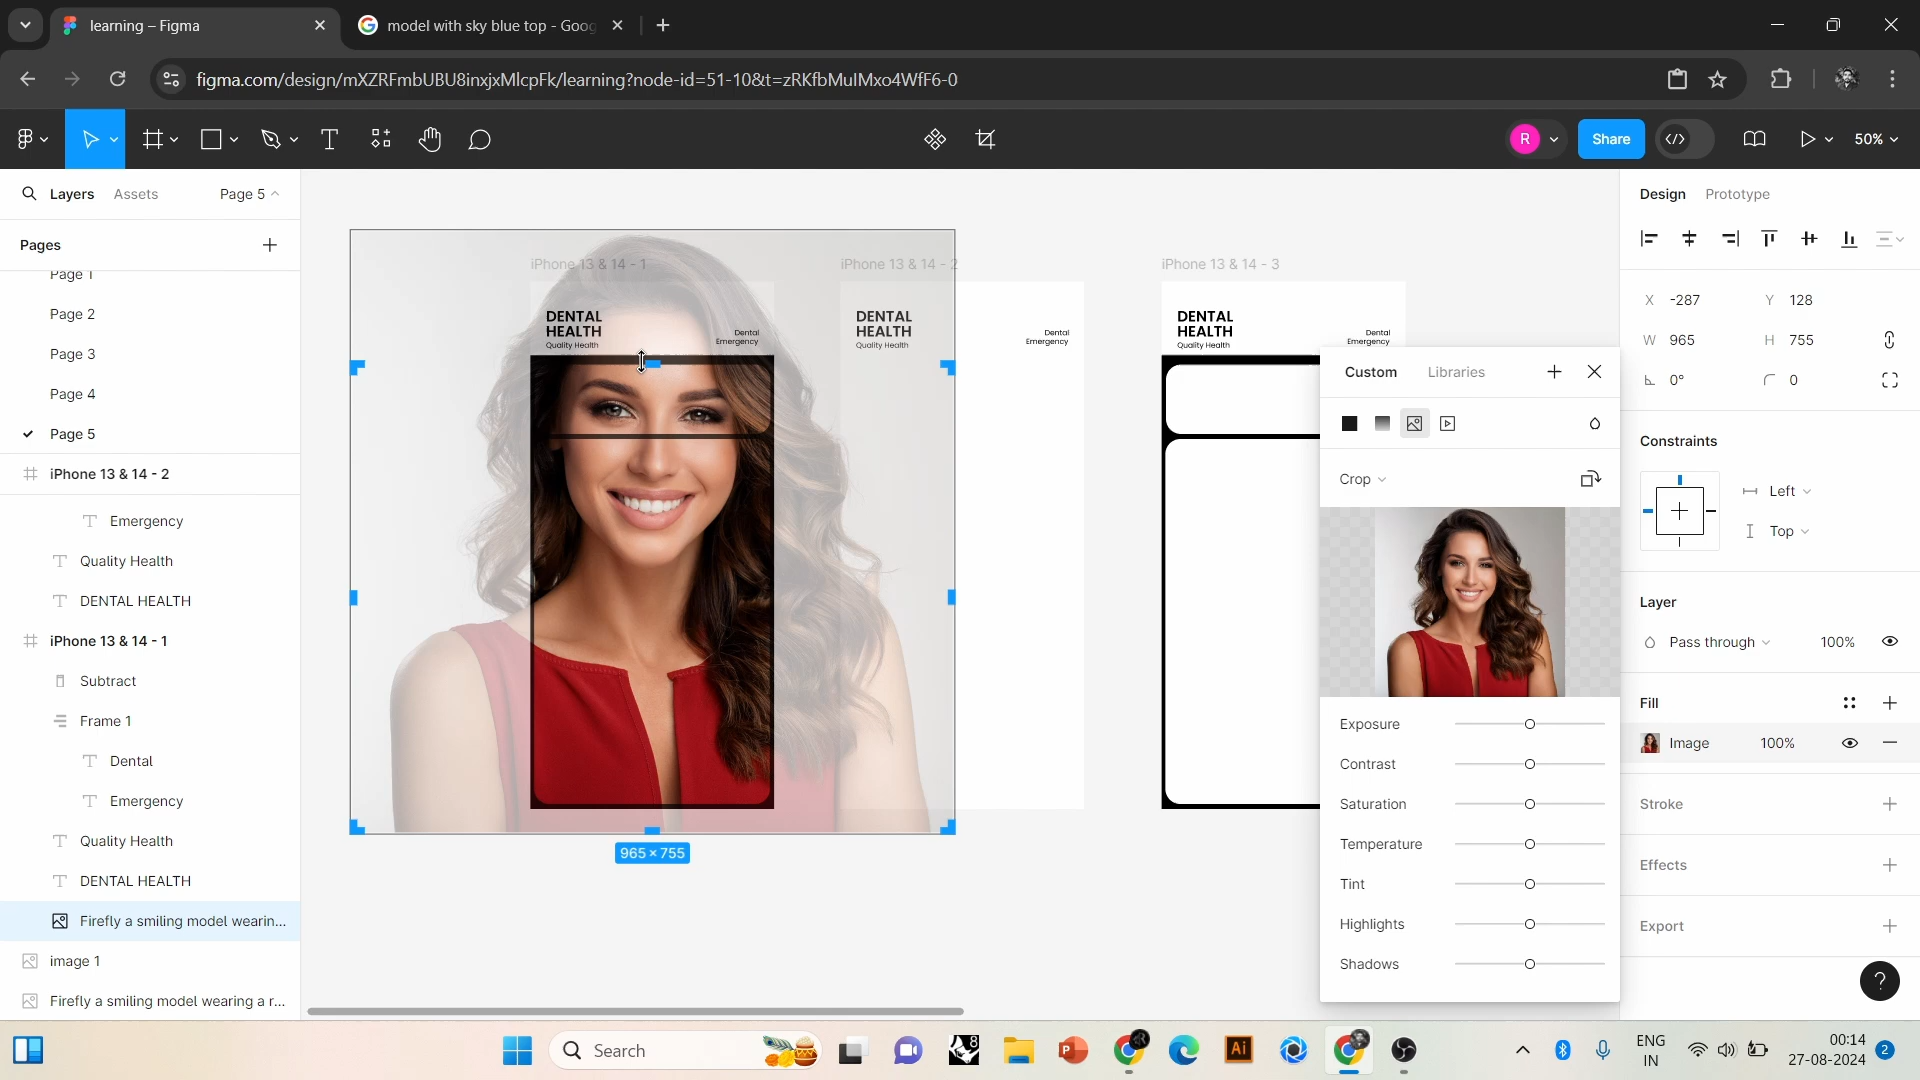 learning – Figma
model with sky blue top - Goog
figma.com/design/mXZRFmbUBU8inxjxMlcpFk/learning?node-id=51-10&t=zRKfbMulMxo4WfF6-0
R
Share
50%
Layers
Assets
Page 5
Pages
Page 1
Page 2
Page 3
Page 4
Page 5
iPhone 13 & 14 - 2
Emergency
Quality Health
DENTAL HEALTH
iPhone 13 & 14 - 1
Subtract
Frame 1
Dental
Emergency
Quality Health
DENTAL HEALTH
Firefly a smiling model wearin...
image 1
Firefly a smiling model wearing a r...
iPhone 13 & 14 - 1
DENTAL
HEALTH
Quality Health
Dental
Emergency
965 × 755
iPhone 13 & 14 - 2
DENTAL
HEALTH
Quality Health
Dental
Emergency
iPhone 13 & 14 - 3
DENTAL
HEALTH
Quality Health
Dental
Emergency
Custom
Libraries
Crop
Exposure
Contrast
Saturation
Temperature
Tint
Highlights
Shadows
Design
Prototype
X -287
Y 128
W 965
H 755
0°
0
Constraints
Left
Top
Layer
Pass through
100%
Fill
Image
100%
Stroke
Effects
Export
?
Search
8
P
Ai
ENG
IN
00:14
27-08-2024
2